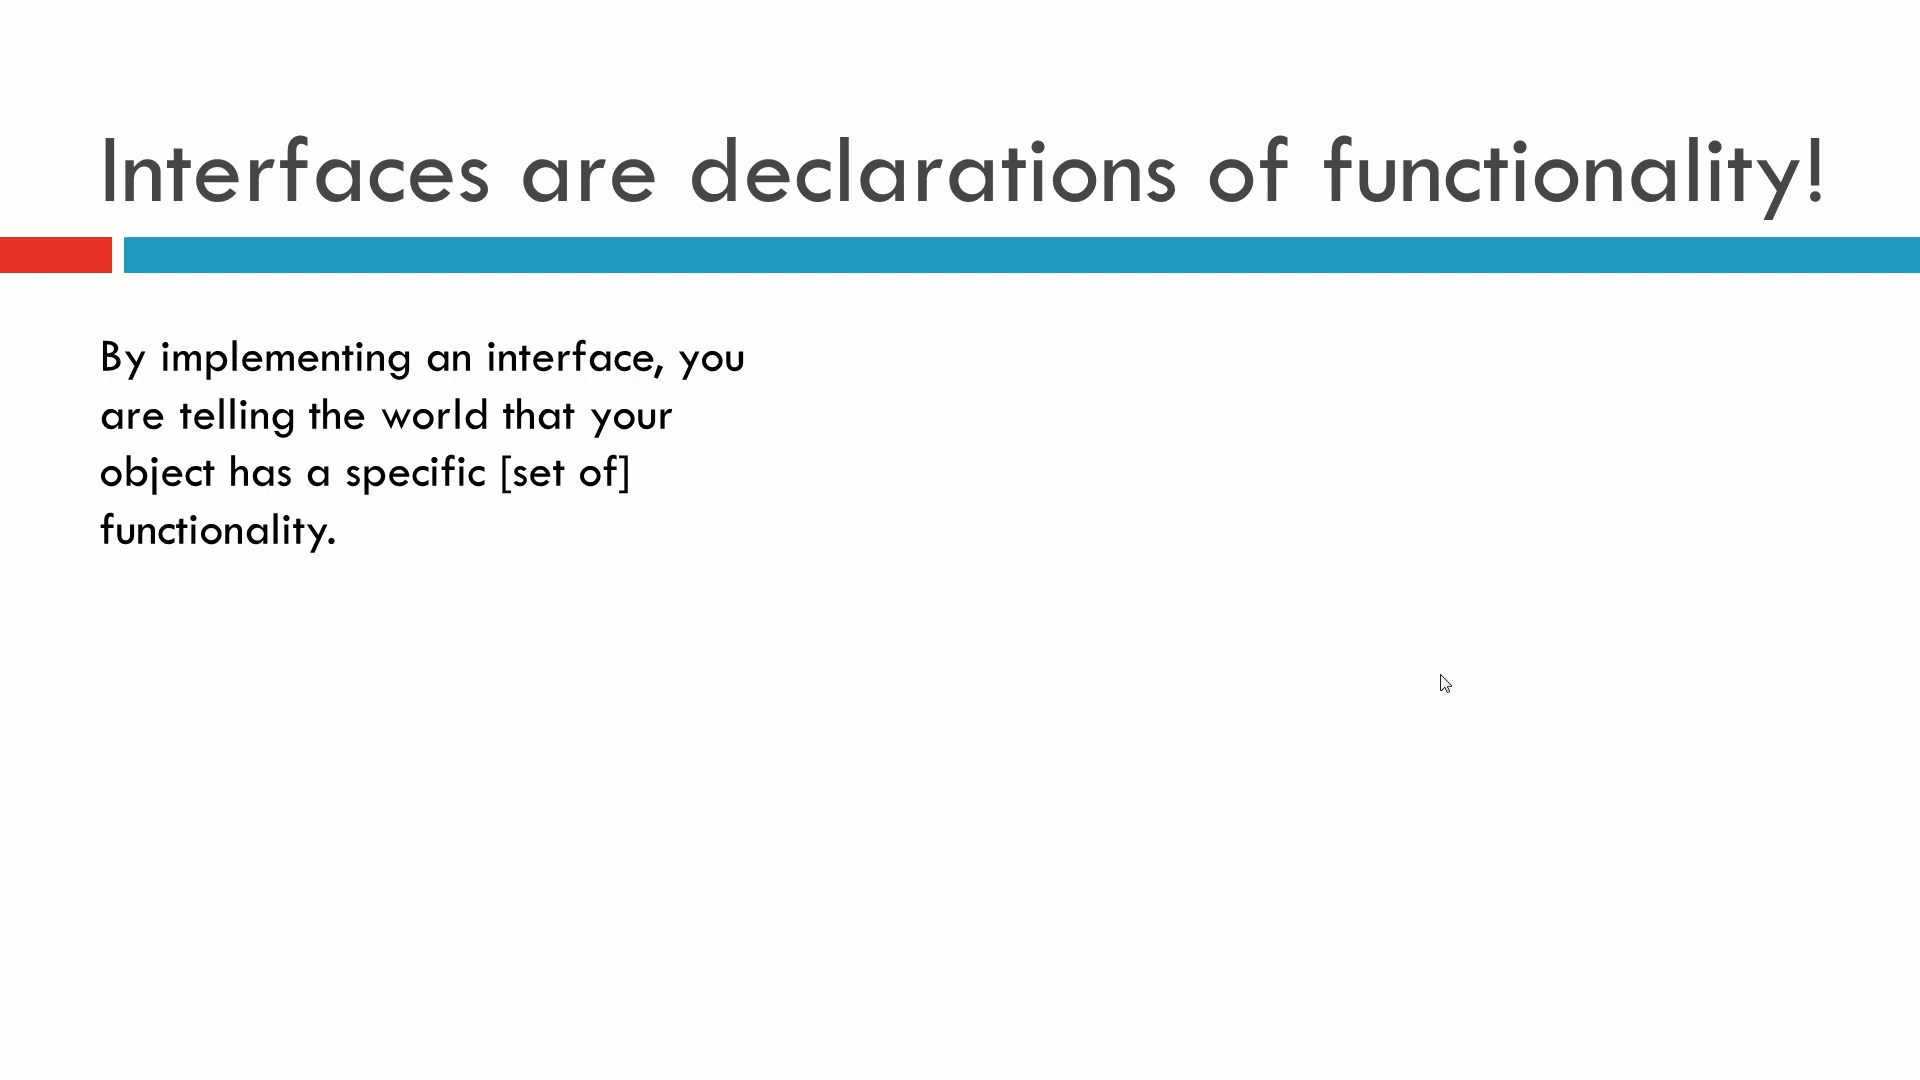 Interfaces are declarations of functionality!
By implementing an interface, you
are telling the world that your
object has a specific [set of]
functionality.